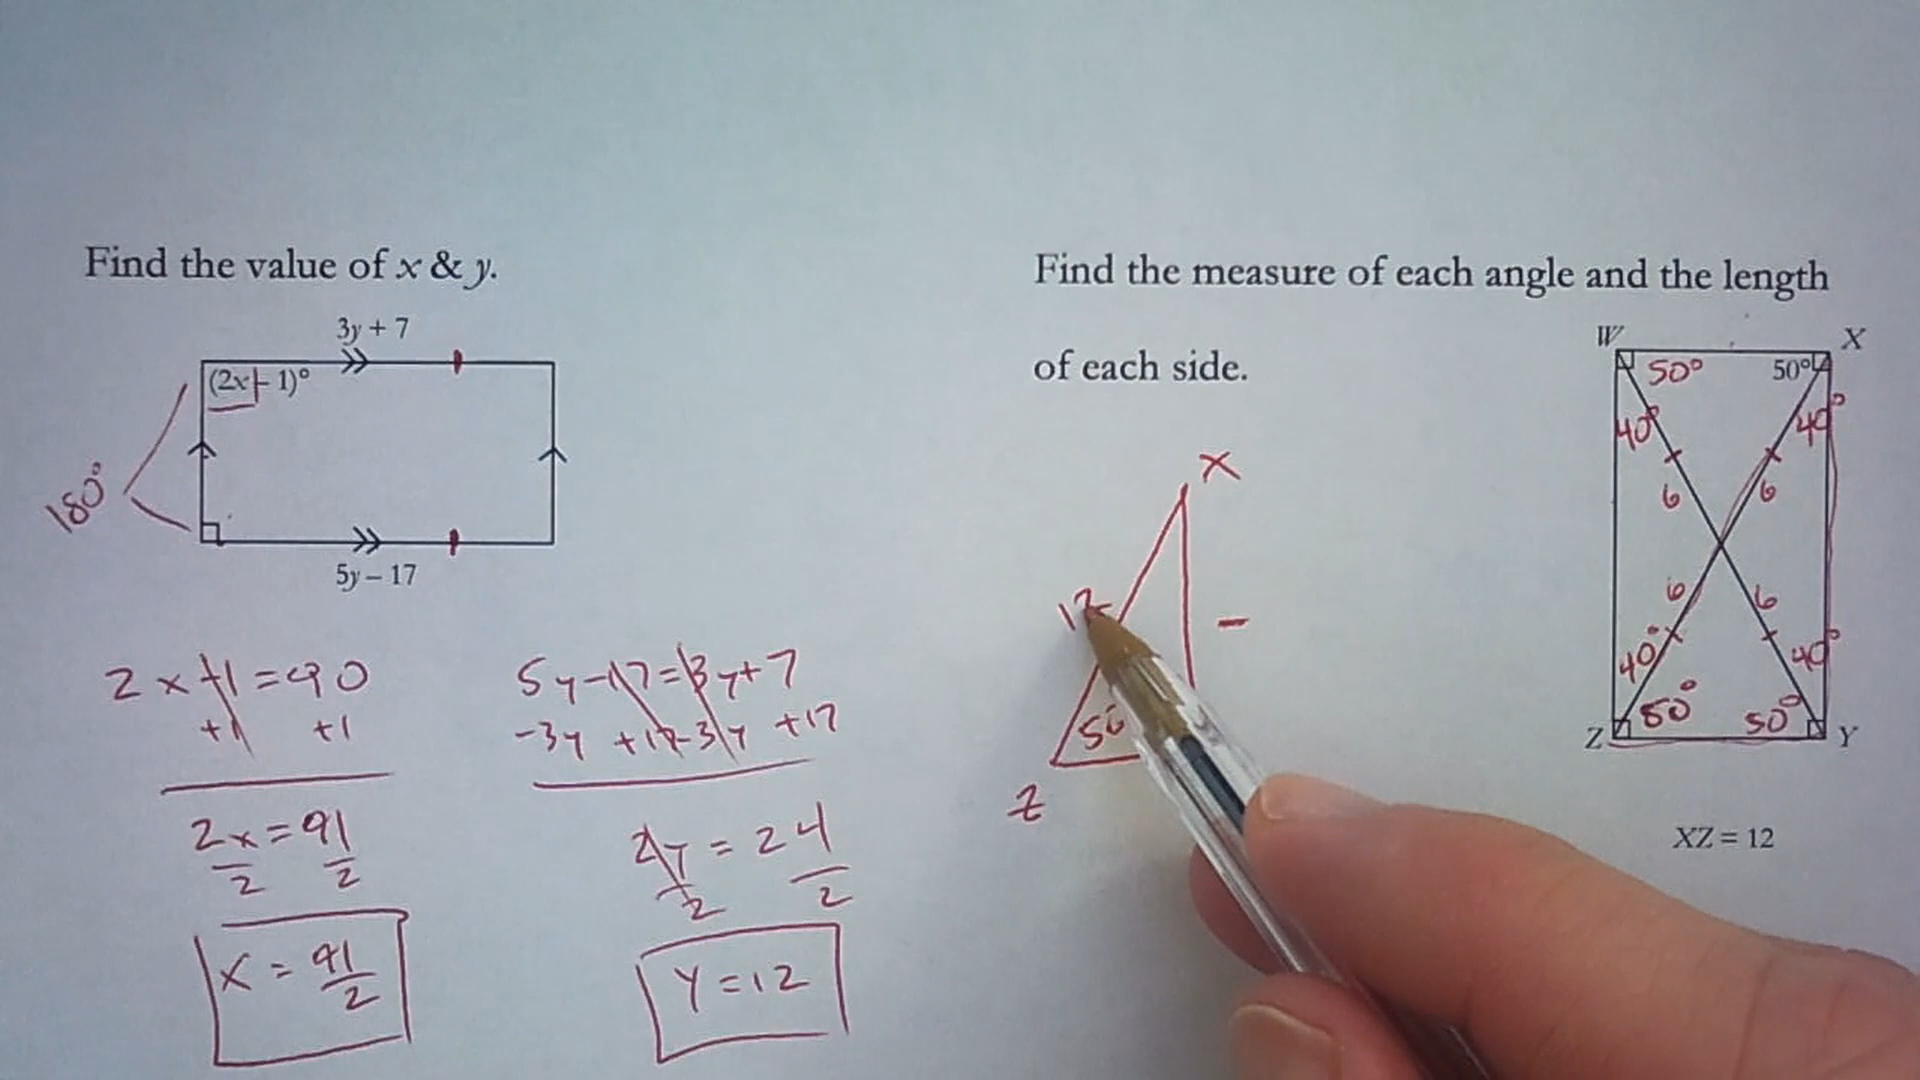 Find the value of x & y.
3y + 7
(2x - 1)°
180°
5y – 17
2x-1=90
+1 +1
2x=91
2 2
x = 91
2
5y-17=3y+7
-3y +17-3y +17
2y = 24
2 2
y=12
Find the measure of each angle and the length
of each side.
X
12
50
Z
W
X
50°
50°
40°
40°
6
6
6
6
40°
40°
50°
50°
Z
Y
XZ = 12